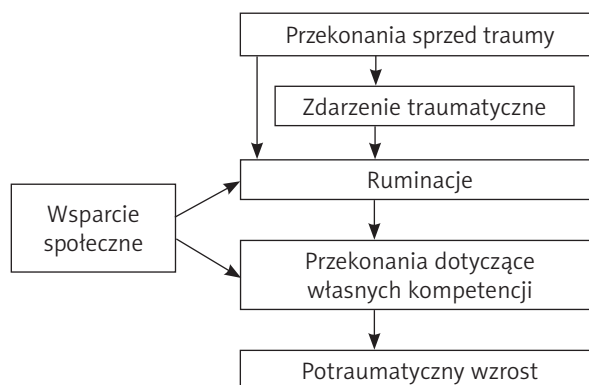 Przekonania sprzed traumy
Zdarzenie traumatyczne
Ruminacje
Wsparcie
społeczne
Przekonania dotyczące
własnych kompetencji
Potraumatyczny wzrost